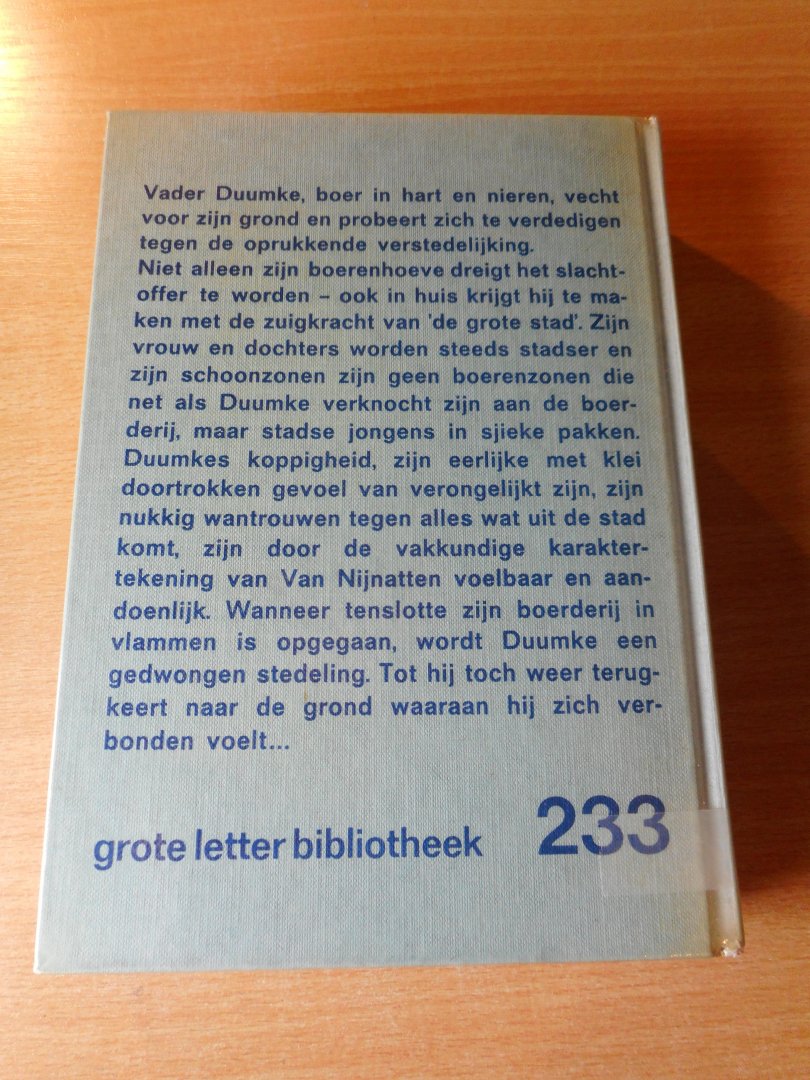 Vader Duumke, boer in hart en nieren, vecht
voor zijn grond en probeert zich te verdedigen
tegen de oprukkende verstedelijking.
Niet alleen zijn boerenhoeve dreigt het slacht-
offer te worden – ook in huis krijgt hij te ma-
ken met de zuigkracht van 'de grote stad'. Zijn
vrouw en dochters worden steeds stadser en
zijn schoonzonen zijn geen boerenzonen die
net als Duumke verknocht zijn aan de boer-
derij, maar stadse jongens in sjieke pakken.
Duumkes koppigheid, zijn eerlijke met klei
doortrokken gevoel van verongelijkt zijn, zijn
nukkig wantrouwen tegen alles wat uit de stad
komt, zijn door de vakkundige karakter-
tekening van Van Nijnatten voelbaar en aan-
doenlijk. Wanneer tenslotte zijn boerderij in
vlammen is opgegaan, wordt Duumke een
gedwongen stedeling. Tot hij toch weer terug-
keert naar de grond waaraan hij zich ver-
bonden voelt...
grote letter bibliotheek 233